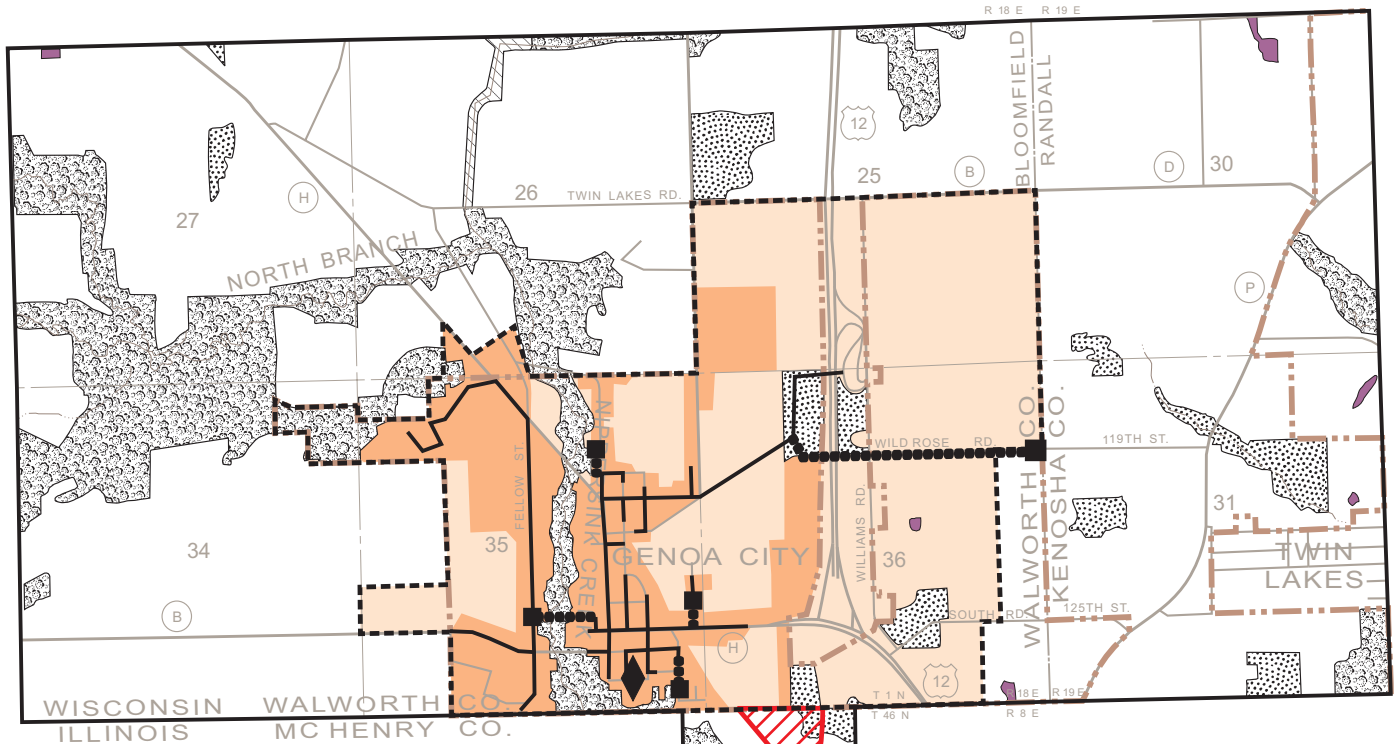 R 18 E R 19 E
BLOOMFIELD
RANDALL
12
25
B
D
30
26
TWIN LAKES RD.
H
27
NORTH BRANCH
P
WILD ROSE RD.
119TH ST.
WALWORTH CO.
KENOSHA CO.
FELLOW ST.
NIPPERSINK CREEK
WILLIAMS RD.
31
34
35
GENOA CITY
36
TWIN
LAKES
B
SOUTH RD.
125TH ST.
H
12
T 1 N
T 46 N
R 18 E R 19 E
R 8 E
WISCONSIN WALWORTH CO.
ILLINOIS MC HENRY CO.